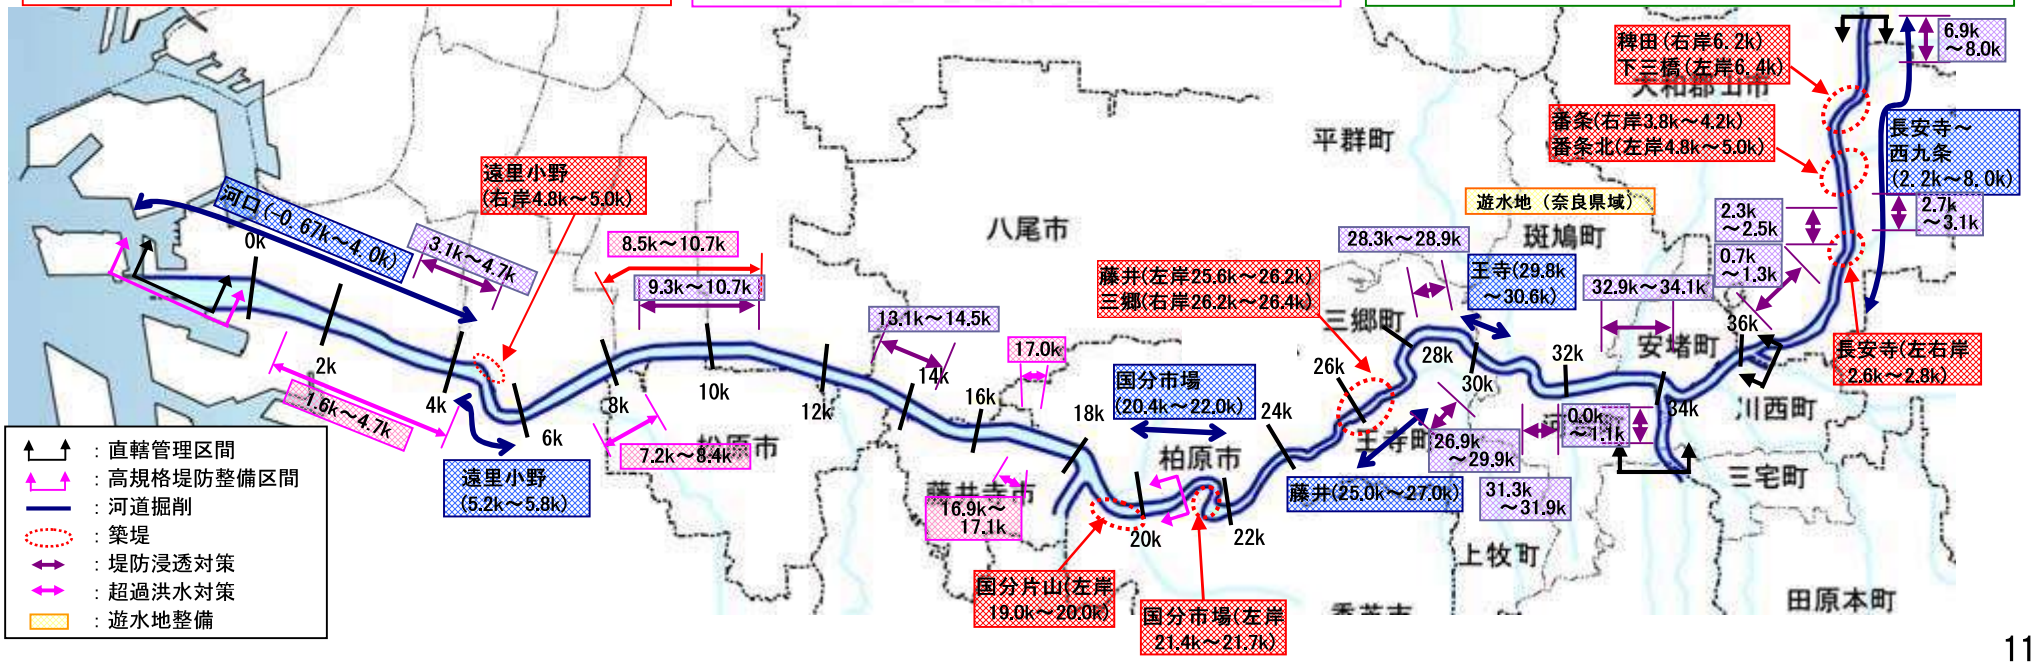 6.9k
～8.0k
稗田(右岸6.2k)
下三橋(左岸6.4k)
大和郡山市
番条(右岸3.8k～4.2k)
番条北(左岸4.8k～5.0k)
長安寺～
西九条
(2.2k～8.0k)
平群町
遠里小野
(右岸4.8k～5.0k)
河口(-0.67k～4.0k)
遊水地（奈良県域）
2.3k
～2.5k
2.7k
～3.1k
八尾市
斑鳩町
0k
3.1k～4.7k
8.5k～10.7k
9.3k～10.7k
28.3k～28.9k
王寺(29.8k
～30.6k)
0.7k
～1.3k
藤井(左岸25.6k～26.2k)
三郷(右岸26.2k～26.4k)
32.9k～34.1k
13.1k～14.5k
三郷町
36k
安堵町
長安寺(左右岸
2.6k～2.8k)
2k
4k
6k
8k
10k
12k
14k
16k
17.0k
18k
国分市場
(20.4k～22.0k)
24k
26k
28k
30k
32k
34k
1.6k～4.7k
7.2k～8.4k
松原市
柏原市
王寺町
26.9k
～29.9k
0.0k
～1.1k
川西町
三宅町
遠里小野
(5.2k～5.8k)
藤井寺市
16.9k～
17.1k
20k
22k
藤井(25.0k～27.0k)
31.3k
～31.9k
上牧町
国分片山(左岸
19.0k～20.0k)
国分市場(左岸
21.4k～21.7k)
香芝市
田原本町
：直轄管理区間
：高規格堤防整備区間
：河道掘削
：築堤
：堤防浸透対策
：超過洪水対策
：遊水地整備
11